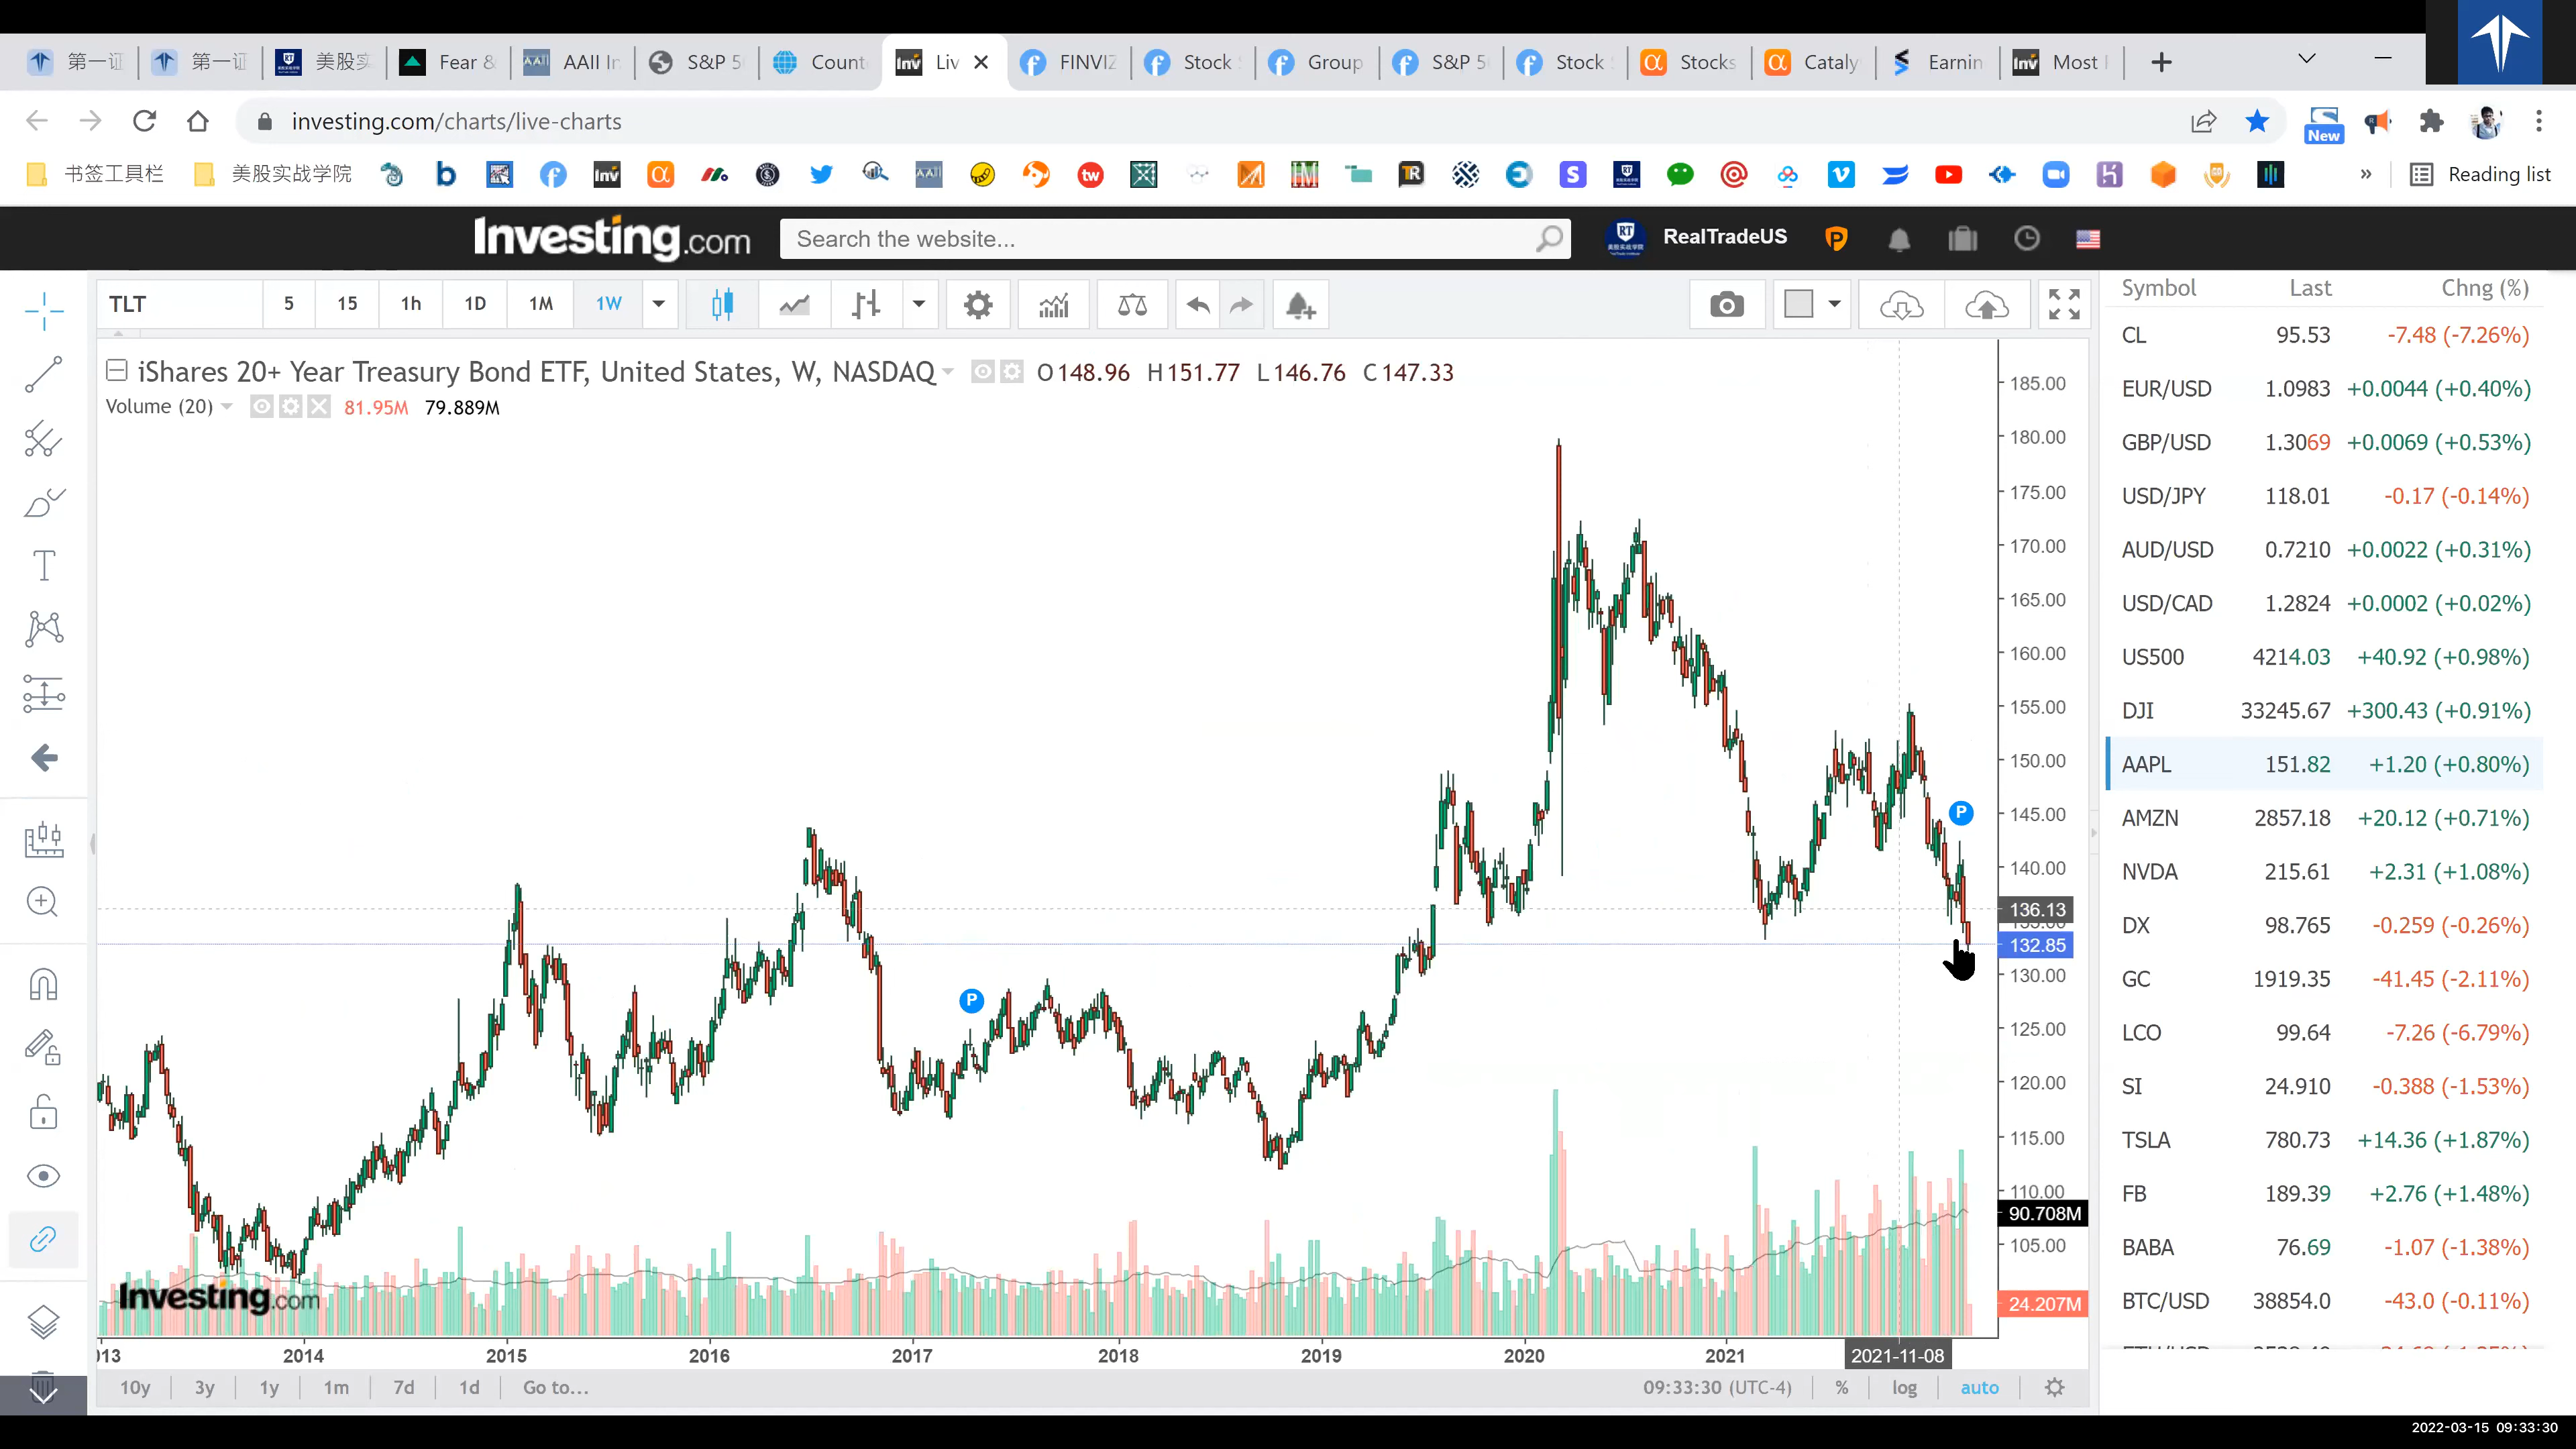 第一证 第一证 美股实 Fear & AAII In S&P 5 Count Liv FINVIZ Stock Group S&P 5 Stock Stocks Cataly Earnin Most
investing.com/charts/live-charts
New
书签工具栏 美股实战学院 Reading list
Investing.com Search the website... RealTradeUS
TLT 5 15 1h 1D 1M 1W
iShares 20+ Year Treasury Bond ETF, United States, W, NASDAQ O148.96 H151.77 L146.76 C147.33
Volume (20) 81.95M 79.889M
185.00
180.00
175.00
170.00
165.00
160.00
155.00
150.00
145.00
140.00
136.13
132.85
130.00
125.00
120.00
115.00
110.00
90.708M
105.00
24.207M
P
P
Investing.com
2014 2015 2016 2017 2018 2019 2020 2021 2021-11-08
10y 3y 1y 1m 7d 1d Go to... 09:33:30 (UTC-4) % log auto
Symbol Last Chng (%)
CL 95.53 -7.48 (-7.26%)
EUR/USD 1.0983 +0.0044 (+0.40%)
GBP/USD 1.3069 +0.0069 (+0.53%)
USD/JPY 118.01 -0.17 (-0.14%)
AUD/USD 0.7210 +0.0022 (+0.31%)
USD/CAD 1.2824 +0.0002 (+0.02%)
US500 4214.03 +40.92 (+0.98%)
DJI 33245.67 +300.43 (+0.91%)
AAPL 151.82 +1.20 (+0.80%)
AMZN 2857.18 +20.12 (+0.71%)
NVDA 215.61 +2.31 (+1.08%)
DX 98.765 -0.259 (-0.26%)
GC 1919.35 -41.45 (-2.11%)
LCO 99.64 -7.26 (-6.79%)
SI 24.910 -0.388 (-1.53%)
TSLA 780.73 +14.36 (+1.87%)
FB 189.39 +2.76 (+1.48%)
BABA 76.69 -1.07 (-1.38%)
BTC/USD 38854.0 -43.0 (-0.11%)
2022-03-15 09:33:30